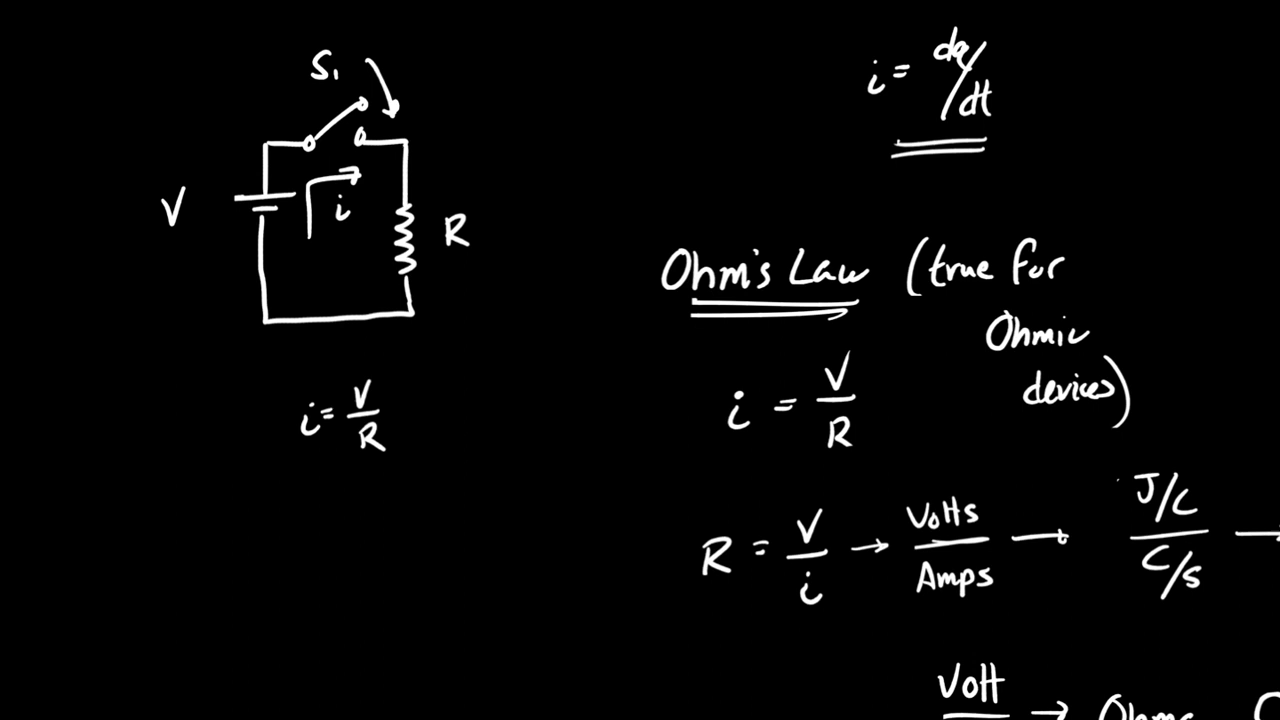 S₁
V
i
R
i = V/R
i = dq/dt
Ohm's Law (true for
Ohmic
devices)
i = V/R
R = V/i → Volts/Amps → J/C / C/s →
Volt → Ohms